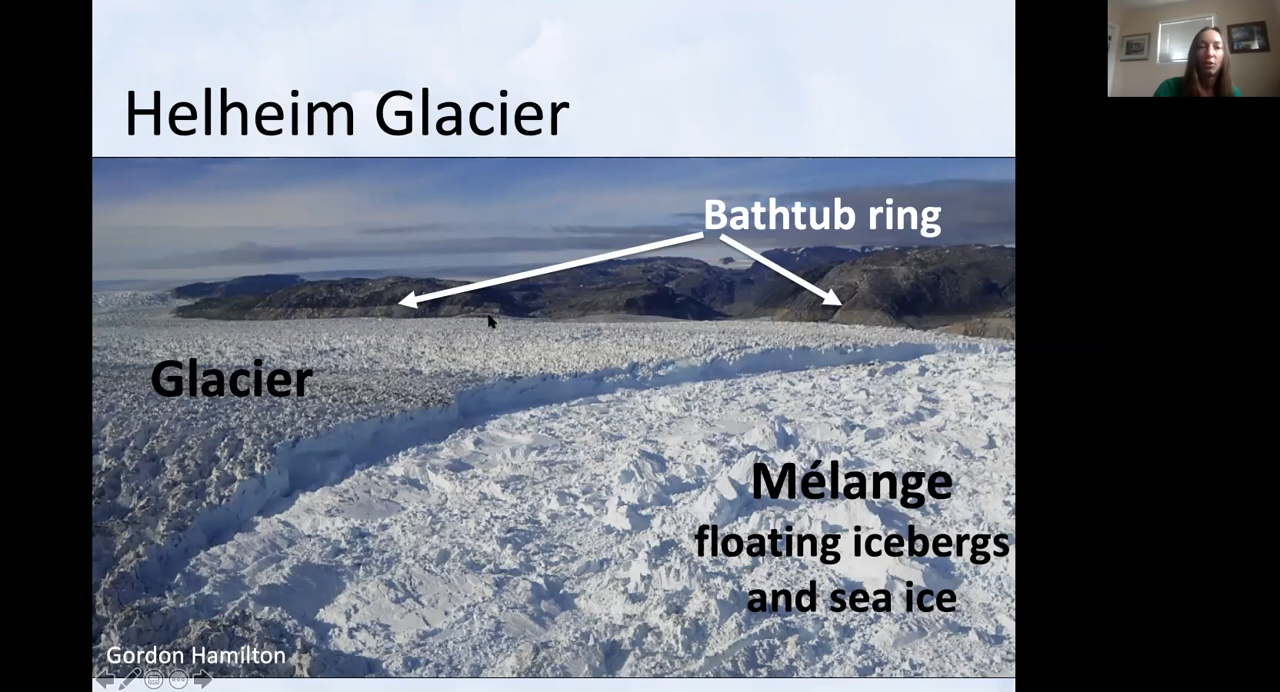 Helheim Glacier
Bathtub ring
Glacier
Mélange
floating icebergs
and sea ice
Gordon Hamilton